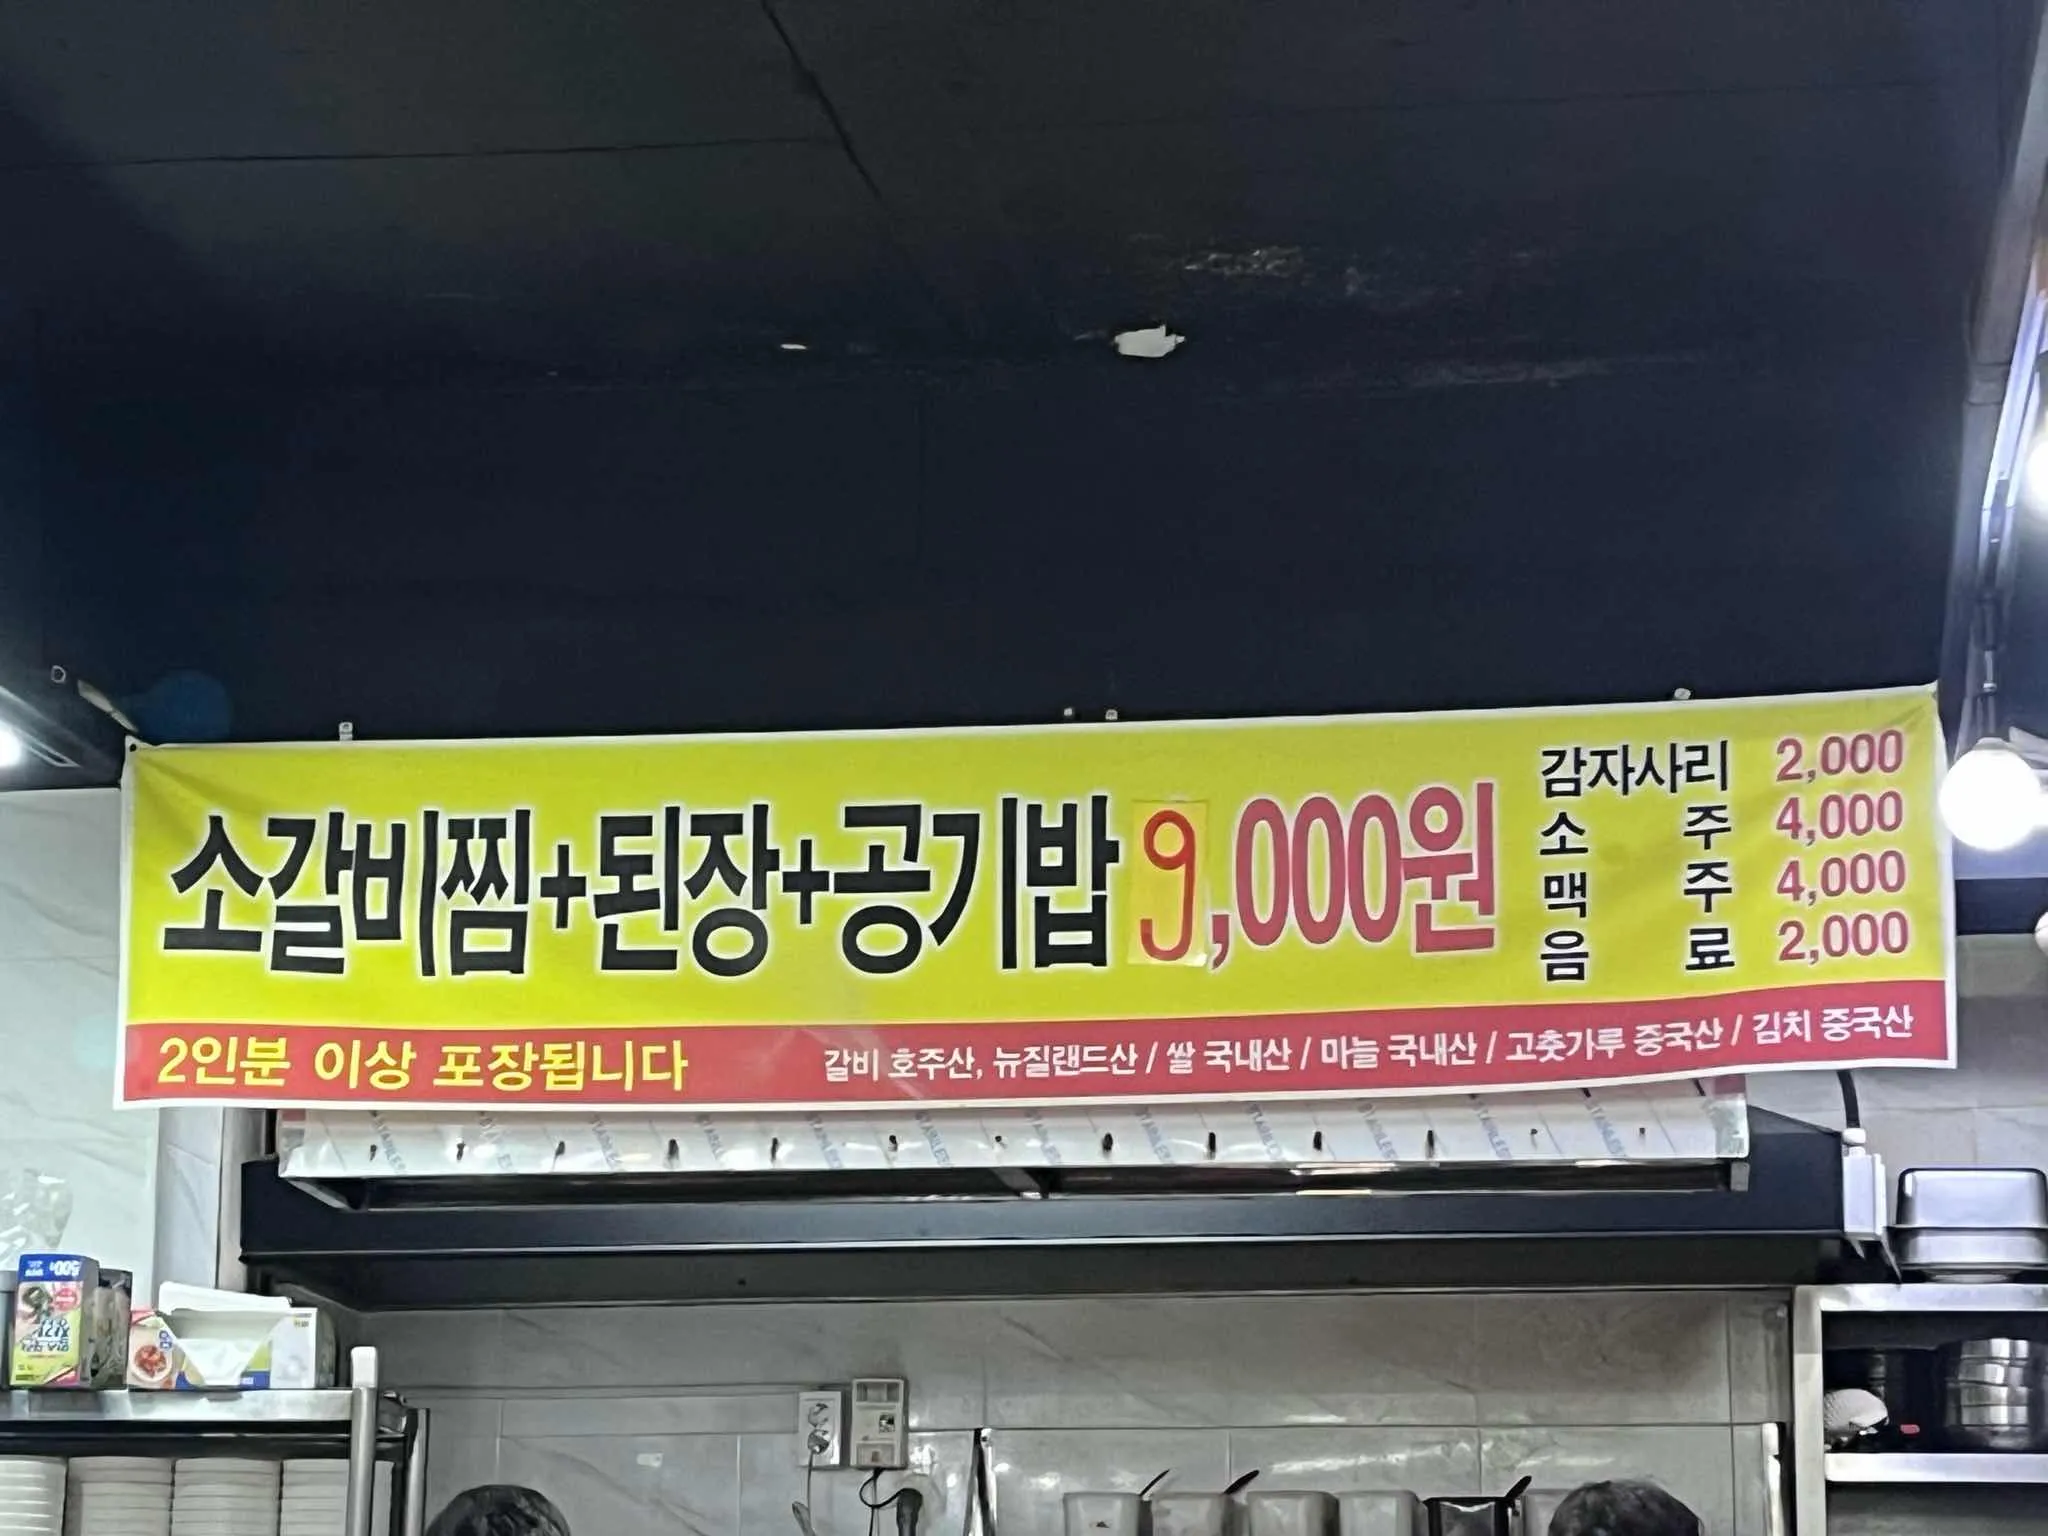 소갈비찜+된장+공기밥 9,000원
감자사리 2,000
소 주 4,000
맥 주 4,000
음 료 2,000
2인분 이상 포장됩니다
갈비 호주산, 뉴질랜드산 / 쌀 국내산 / 마늘 국내산 / 고춧가루 중국산 / 김치 중국산